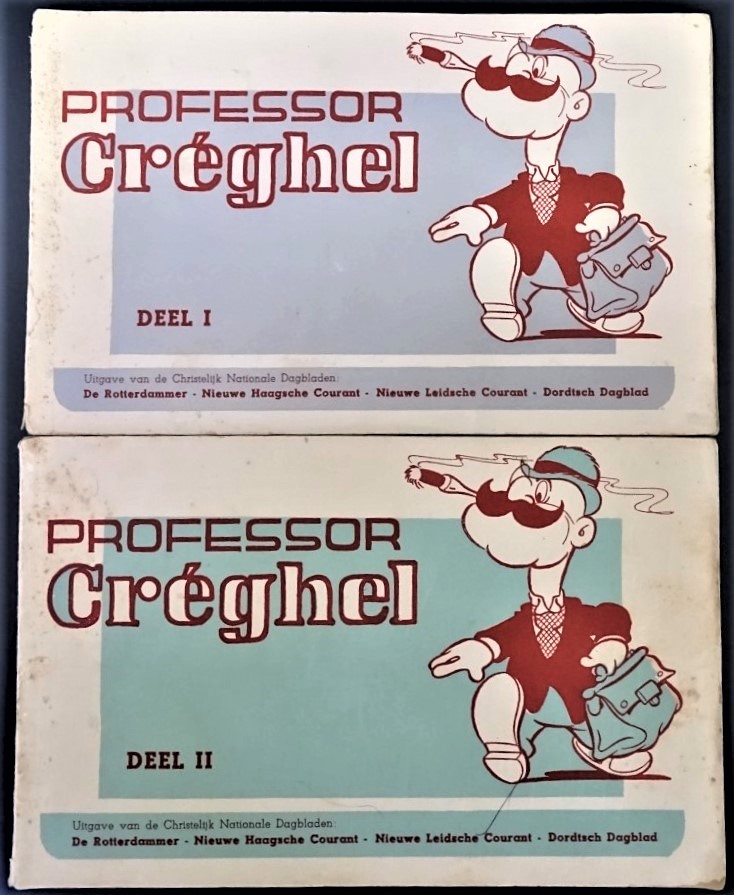 PROFESSOR
Créghel
DEEL I
Uitgave van de Christelijk Nationale Dagbladen:
De Rotterdammer - Nieuwe Haagsche Courant - Nieuwe Leidsche Courant - Dordtsch Dagblad
PROFESSOR
Créghel
DEEL II
Uitgave van de Christelijk Nationale Dagbladen:
De Rotterdammer - Nieuwe Haagsche Courant - Nieuwe Leidsche Courant - Dordtsch Dagblad